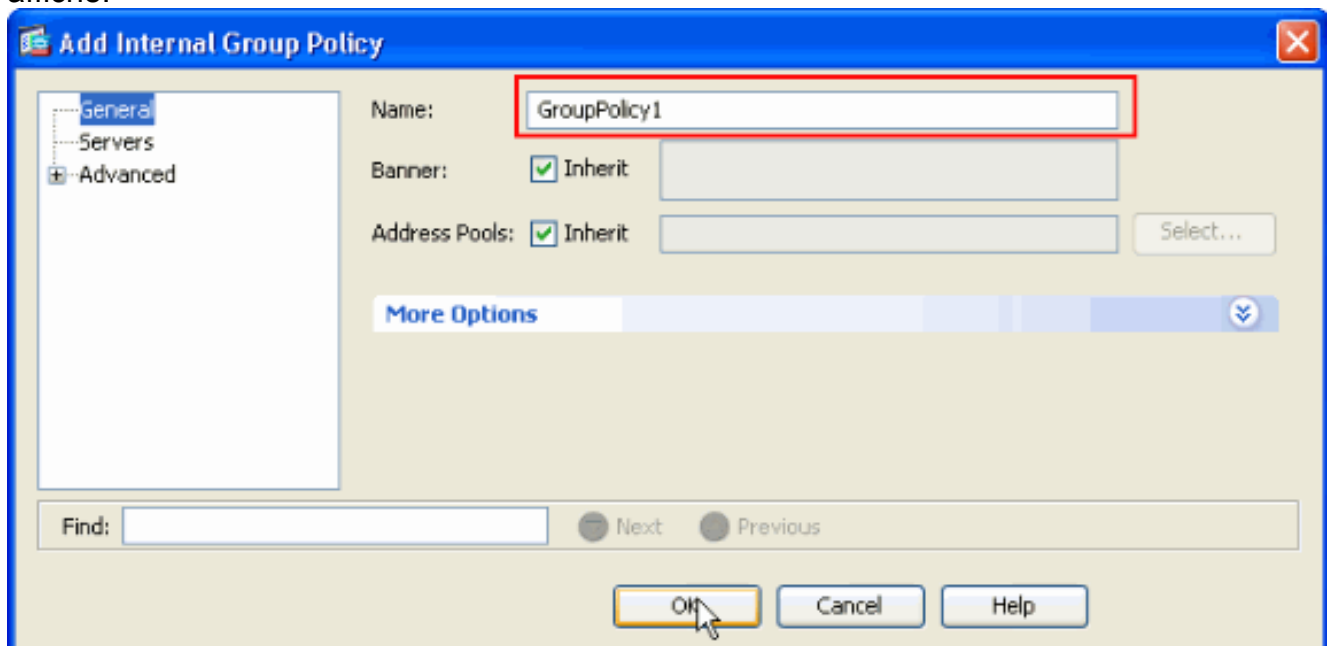 Add Internal Group Policy
General
Servers
Advanced
Name: GroupPolicy1
Banner: Inherit
Address Pools: Inherit Select...
More Options
Find: Next Previous
OK Cancel Help